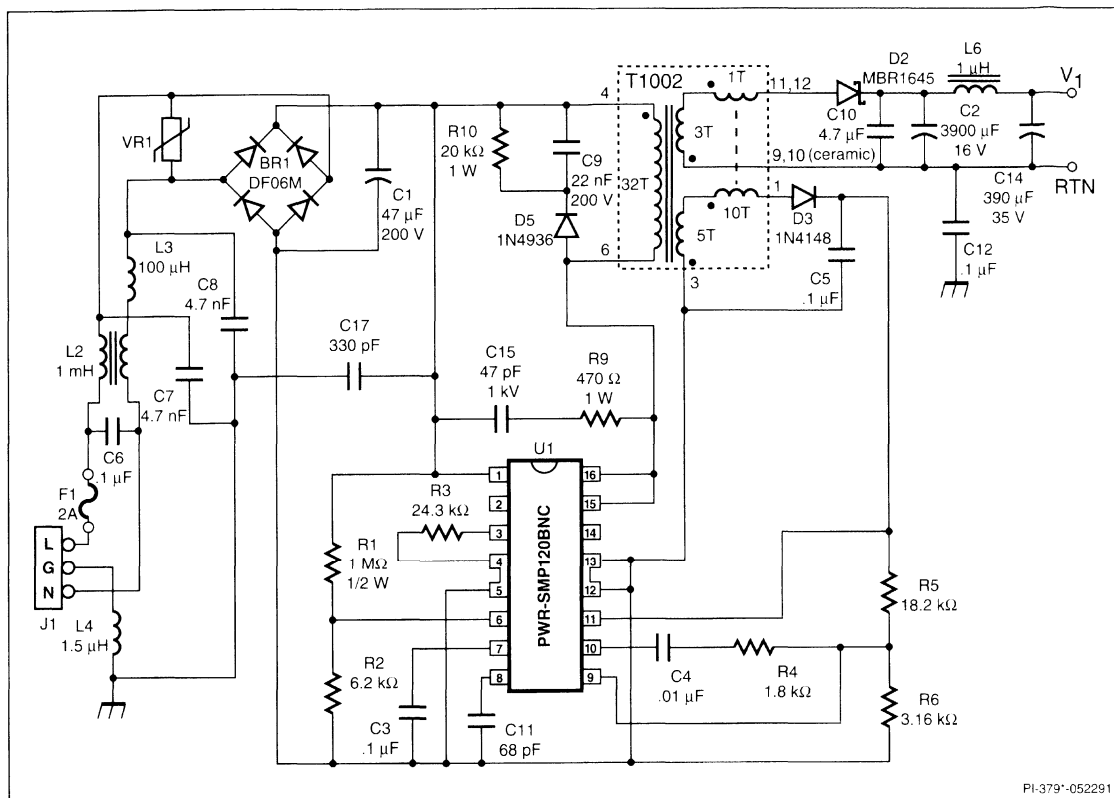 T1002
4
1T
11,12
D2
MBR1645
L6
1 µH
V1
VR1
BR1
DF06M
R10
20 kΩ
1 W
C9
22 nF
200 V
32T
3T
C10
4.7 µF
9,10 (ceramic)
C2
3900 µF
16 V
RTN
C1
47 µF
200 V
D5
1N4936
6
5T
10T
1
D3
1N4148
C14
390 µF
35 V
C12
.1 µF
L3
100 µH
C8
4.7 nF
3
C5
.1 µF
L2
1 mH
C7
4.7 nF
C17
330 pF
C15
47 pF
1 kV
R9
470 Ω
1 W
C6
.1 µF
F1
2A
U1
PWR-SMP120BNC
1
2
3
4
5
6
7
8
16
15
14
13
12
11
10
9
R3
24.3 kΩ
L
G
N
J1
L4
1.5 µH
R1
1 MΩ
1/2 W
R2
6.2 kΩ
C3
.1 µF
C11
68 pF
C4
.01 µF
R4
1.8 kΩ
R5
18.2 kΩ
R6
3.16 kΩ
PI-379*-052291